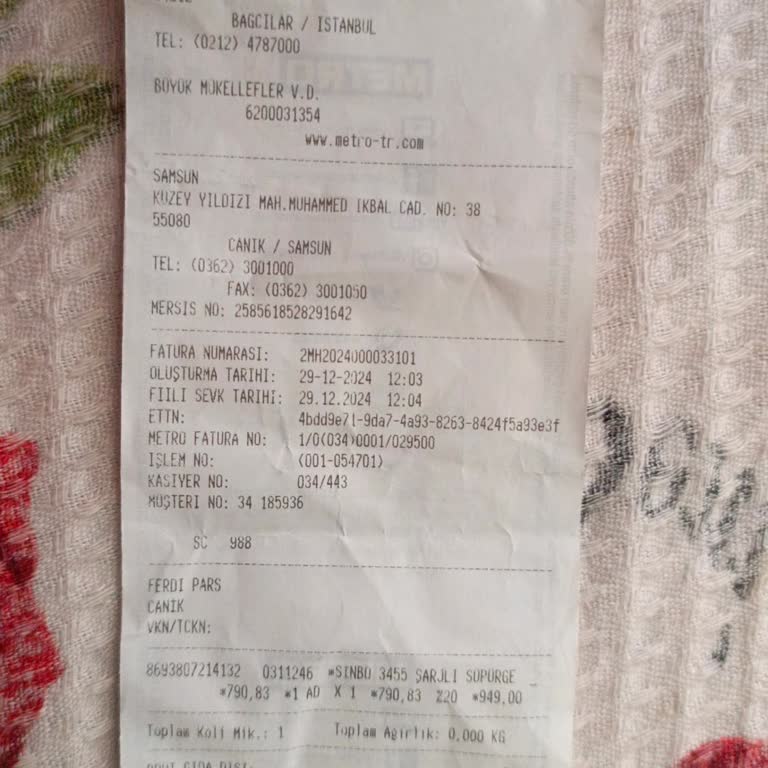 BAGCILAR / ISTANBUL
TEL: (0212) 4787000
BÜYÜK MÜKELLEFLER V.D.
6200031354
www.metro-tr.com
SAMSUN
KUZEY YILDIZI MAH.MUHAMMED IKBAL CAD. NO: 38
55080
CANIK / SAMSUN
TEL: (0362) 3001000
FAX: (0362) 3001050
MERSIS NO: 2585618528291642
FATURA NUMARASI: 2MH2024000033101
OLUŞTURMA TARIHI: 29-12-2024 12:03
FIILI SEVK TARIHI: 29.12.2024 12:04
ETTN: 4bdd9e71-9da7-4a93-8263-8424f5a93e3f
METRO FATURA NO: 1/0(034)0001/029500
IŞLEM NO: (001-054701)
KASIYER NO: 034/443
MÜŞTERI NO: 34 185936
SC 988
FERDI PARS
CANIK
VKN/TCKN:
8693807214132 0311246 *SINBO 3455 ŞARJLI SÜPÜRGE
*790,83 *1 AD X 1 *790,83 %20 *949,00
Toplam Koli Mik.: 1 Toplam Agirlik: 0,000 KG